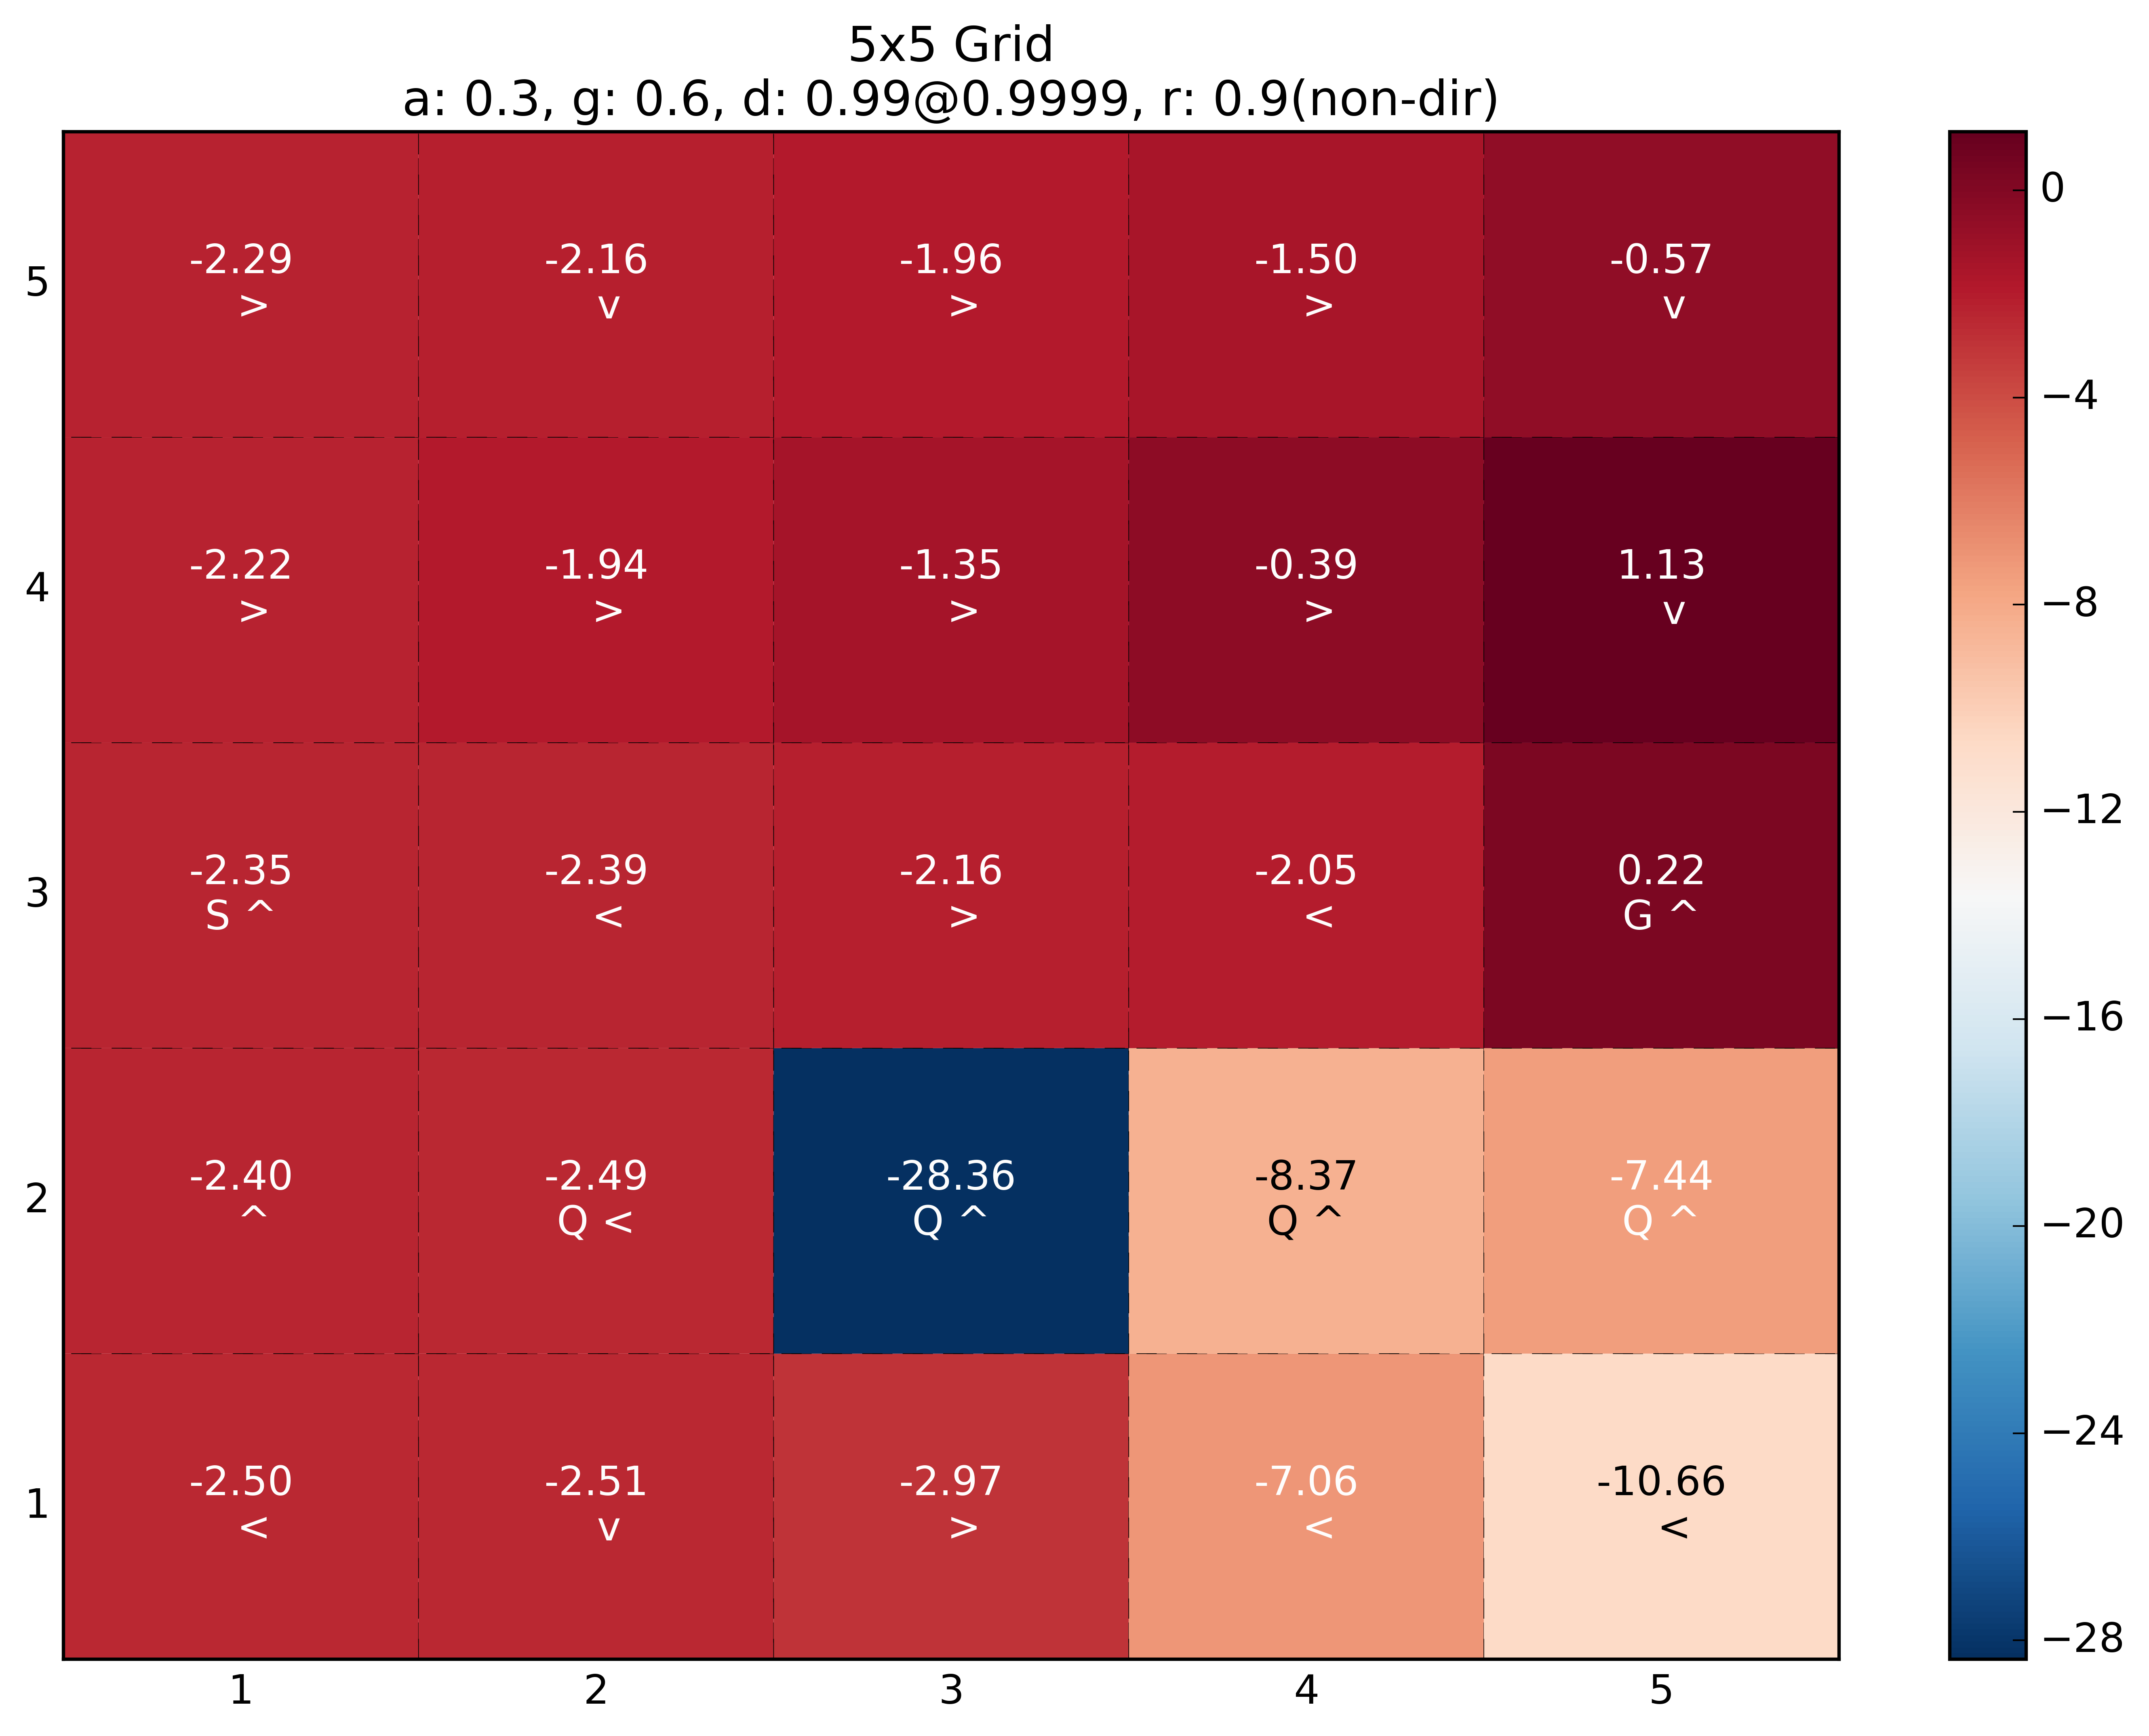 5x5 Grid
a: 0.3, g: 0.6, d: 0.99@0.9999, r: 0.9(non-dir)
5
-2.29 -2.16 -1.96 -1.50 -0.57
> v > > v
4
-2.22 -1.94 -1.35 -0.39 1.13
> > > > v
3
-2.35 -2.39 -2.16 -2.05 0.22
S ^ < > < G ^
2
-2.40 -2.49 -28.36 -8.37 -7.44
^ Q < Q ^ Q ^ Q ^
1
-2.50 -2.51 -2.97 -7.06 -10.66
< v > < <
1 2 3 4 5
0
−4
−8
−12
−16
−20
−24
−28